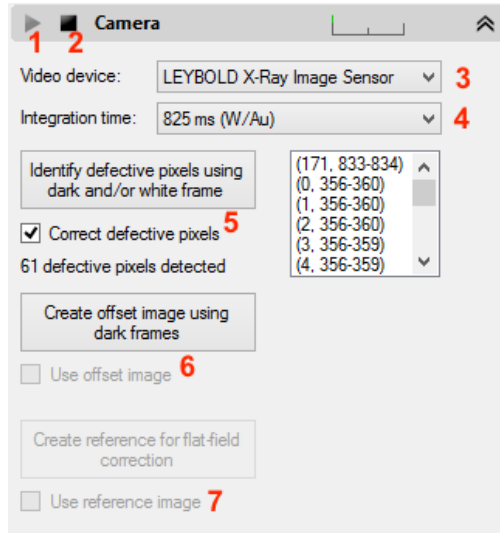 Camera
1 2
Video device: LEYBOLD X-Ray Image Sensor 3
Integration time: 825 ms (W/Au) 4
Identify defective pixels using
dark and/or white frame
5
Correct defective pixels
61 defective pixels detected
(171, 833-834)
(0, 356-360)
(1, 356-360)
(2, 356-360)
(3, 356-359)
(4, 356-359)
Create offset image using
dark frames
Use offset image 6
Create reference for flat-field
correction
Use reference image 7